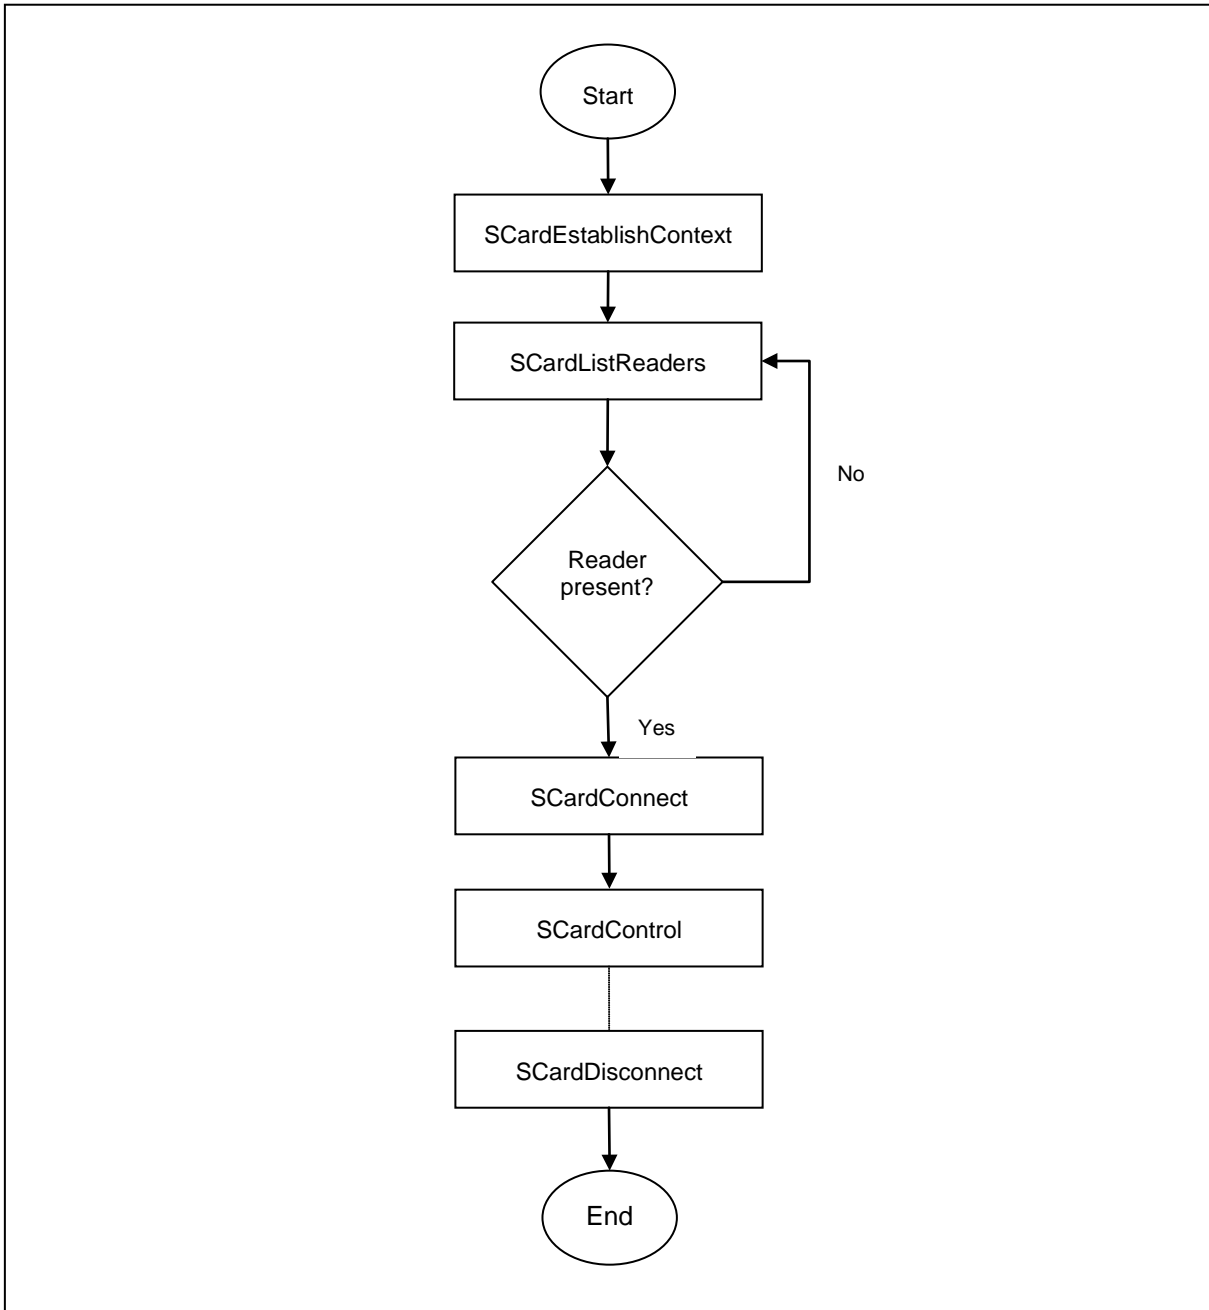 Start
SCardEstablishContext
SCardListReaders
No
Reader
present?
Yes
SCardConnect
SCardControl
SCardDisconnect
End